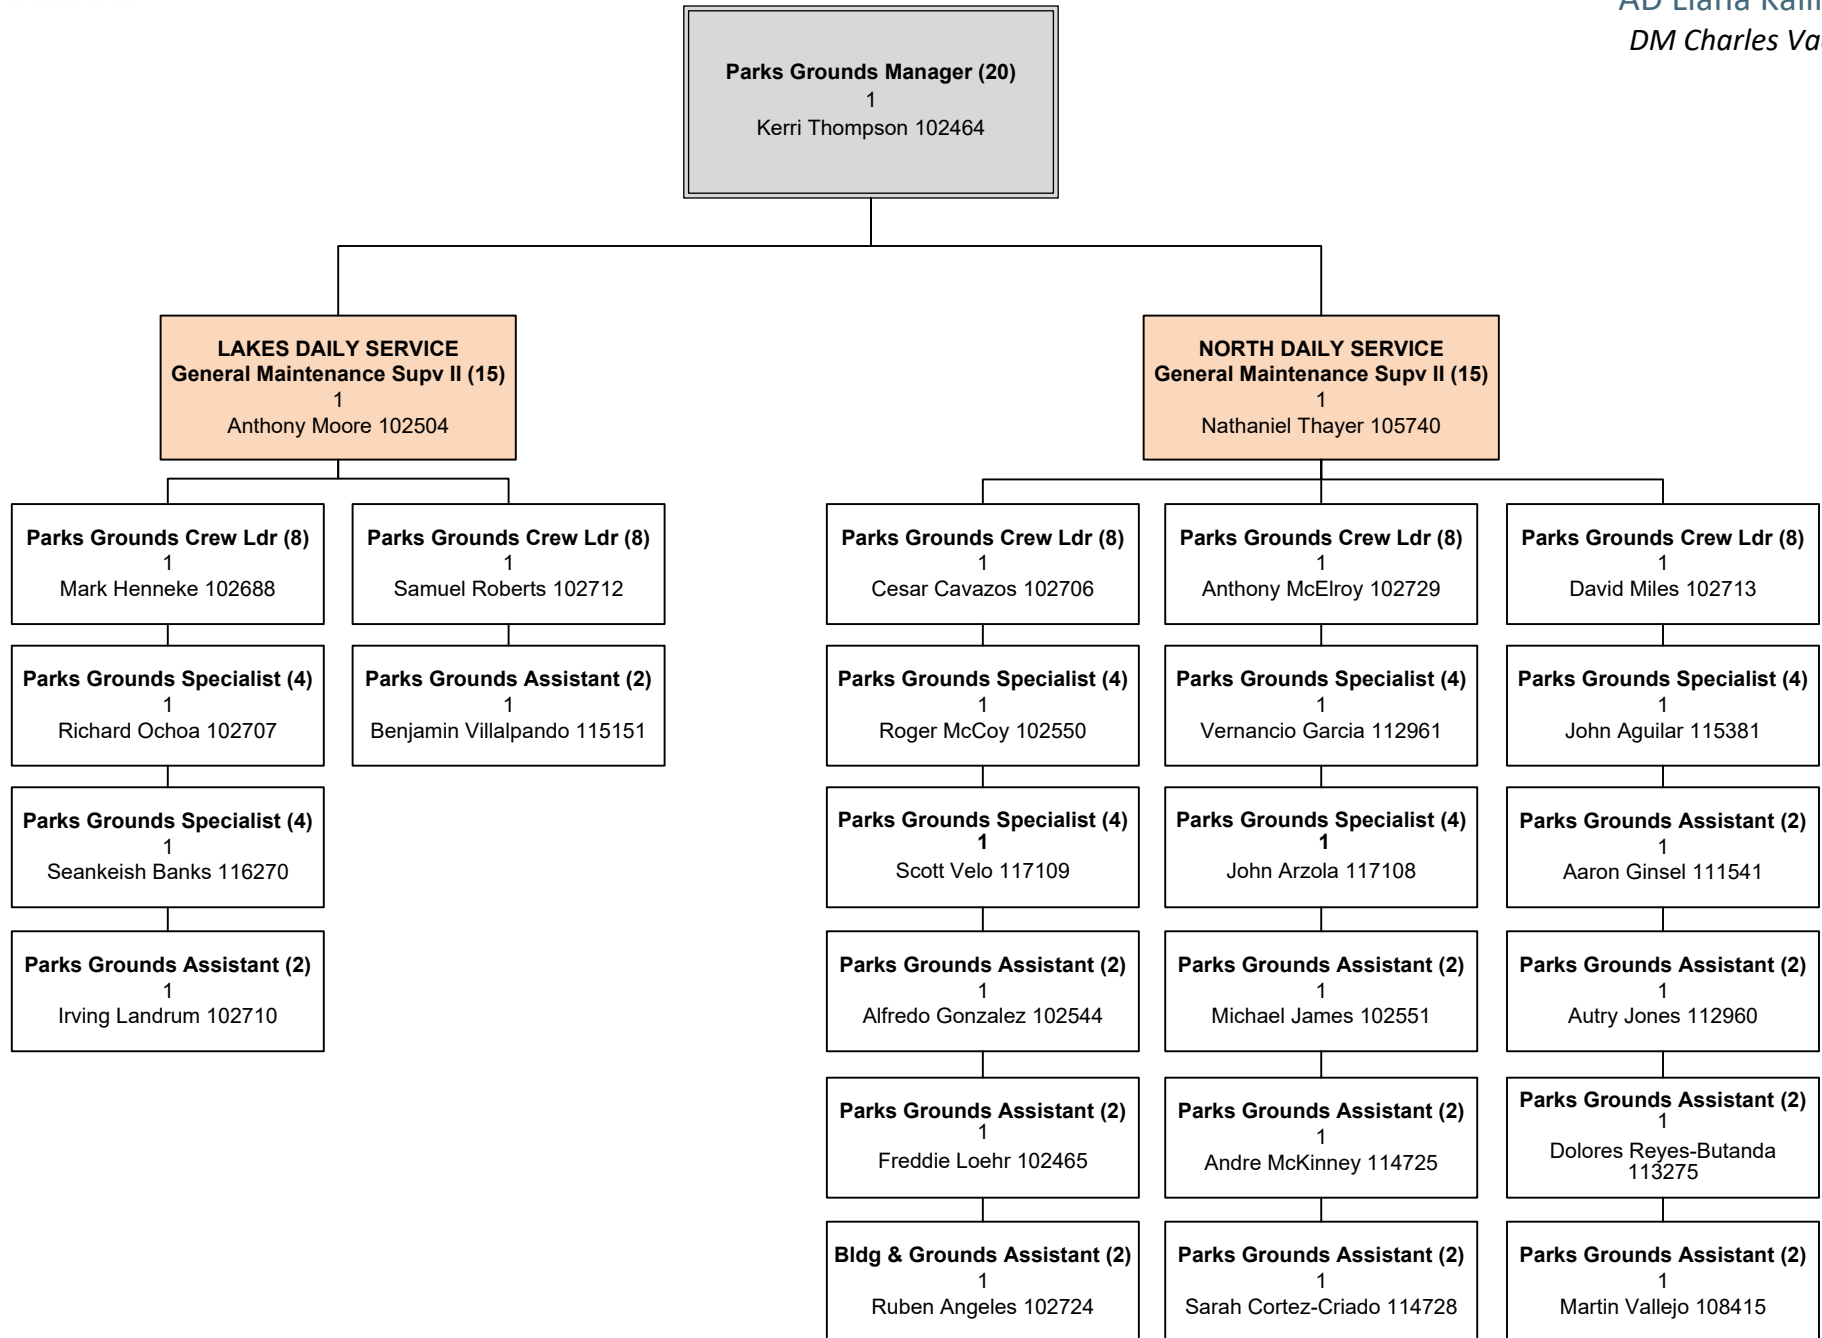 AD
DM Charles
Parks Grounds Manager (20)
1
Kerri Thompson 102464
LAKES DAILY SERVICE
General Maintenance Supv II (15)
1
Anthony Moore 102504
NORTH DAILY SERVICE
General Maintenance Supv II (15)
1
Nathaniel Thayer 105740
Parks Grounds Crew Ldr (8)
1
Mark Henneke 102688
Parks Grounds Specialist (4)
1
Richard Ochoa 102707
Parks Grounds Specialist (4)
1
Seankeish Banks 116270
Parks Grounds Assistant (2)
1
Irving Landrum 102710
Parks Grounds Crew Ldr (8)
1
Samuel Roberts 102712
Parks Grounds Assistant (2)
1
Benjamin Villalpando 115151
Parks Grounds Crew Ldr (8)
1
Cesar Cavazos 102706
Parks Grounds Specialist (4)
1
Roger McCoy 102550
Parks Grounds Specialist (4)
1
Scott Velo 117109
Parks Grounds Assistant (2)
1
Alfredo Gonzalez 102544
Parks Grounds Assistant (2)
1
Freddie Loehr 102465
Bldg & Grounds Assistant (2)
1
Ruben Angeles 102724
Parks Grounds Crew Ldr (8)
1
Anthony McElroy 102729
Parks Grounds Specialist (4)
1
Vernancio Garcia 112961
Parks Grounds Specialist (4)
1
John Arzola 117108
Parks Grounds Assistant (2)
1
Michael James 102551
Parks Grounds Assistant (2)
1
Andre McKinney 114725
Parks Grounds Assistant (2)
1
Sarah Cortez-Criado 114728
Parks Grounds Crew Ldr (8)
1
David Miles 102713
Parks Grounds Specialist (4)
1
John Aguilar 115381
Parks Grounds Assistant (2)
1
Aaron Ginsel 111541
Parks Grounds Assistant (2)
1
Autry Jones 112960
Parks Grounds Assistant (2)
1
Dolores Reyes-Butanda
113275
Parks Grounds Assistant (2)
1
Martin Vallejo 108415